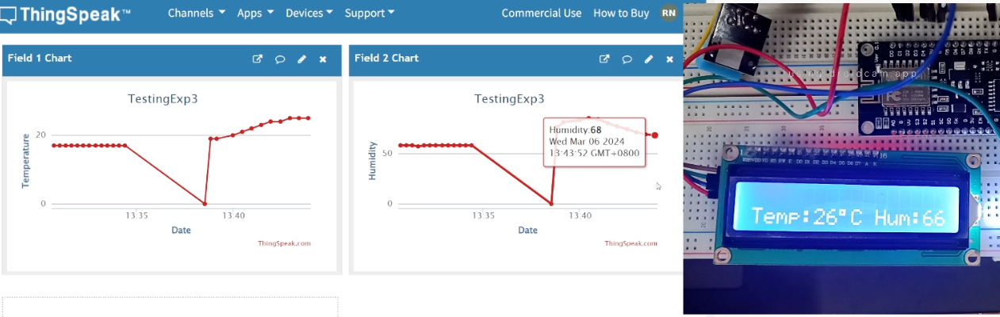 ThingSpeak™
Channels Apps Devices Support Commercial Use How to Buy RN
Field 1 Chart
TestingExp3
Temperature
20
0
13:35 13:40
Date
ThingSpeak.com
Field 2 Chart
TestingExp3
Humidity:68
Wed Mar 06 2024
13:43:52 GMT+0800
Humidity
50
0
13:35 13:40
Date
ThingSpeak.com
using droidcam app
Temp:26°C Hum:66